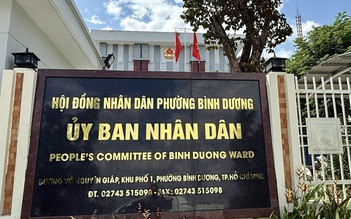 HỘI ĐỒNG NHÂN DÂN PHƯỜNG BÌNH DƯƠNG
ỦY BAN NHÂN DÂN
PEOPLE'S COMMITTEE OF BINH DUONG WARD
ĐƯỜNG VÕ NGUYÊN GIÁP, KHU PHỐ 1, PHƯỜNG BÌNH DƯƠNG, TP. HỒ CHÍ MINH
ĐT. 02743 515098 - FAX: 02743 515098